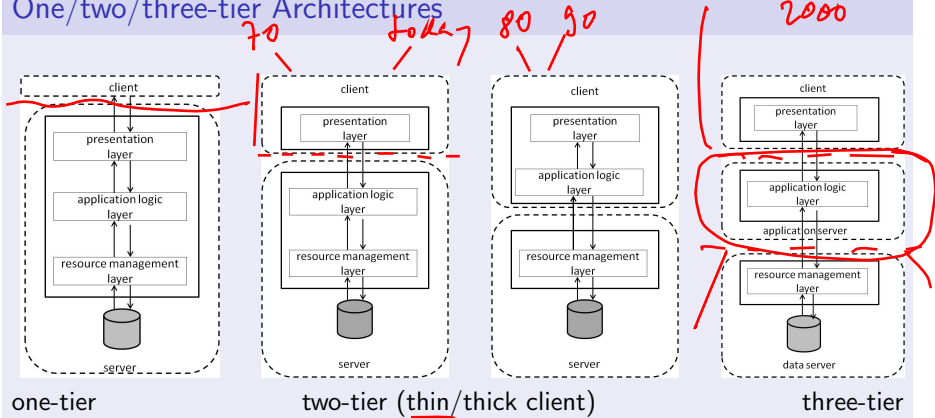 One/two/three-tier Architectures
70 today 80 90 2000
client
presentation
layer
application logic
layer
resource management
layer
server
client
presentation
layer
application logic
layer
resource management
layer
server
client
presentation
layer
application logic
layer
resource management
layer
server
client
presentation
layer
application logic
layer
application server
resource management
layer
data server
one-tier
two-tier (thin/thick client)
three-tier